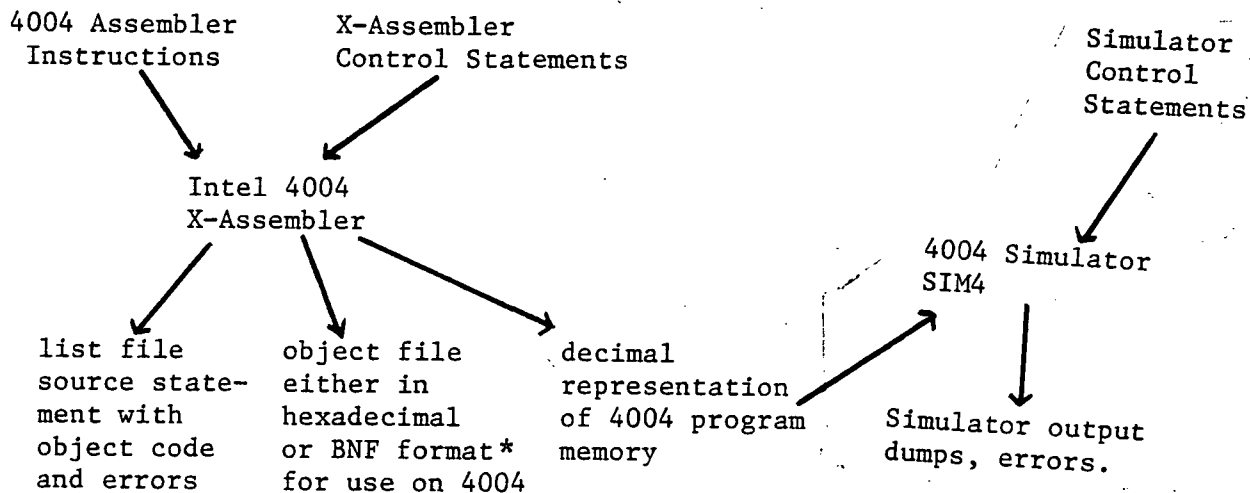 4004 Assembler
Instructions
X-Assembler
Control Statements
Simulator
Control
Statements
Intel 4004
X-Assembler
4004 Simulator
SIM4
list file
source state-
ment with
object code
and errors
object file
either in
hexadecimal
or BNF format*
for use on 4004
decimal
representation
of 4004 program
memory
Simulator output
dumps, errors.